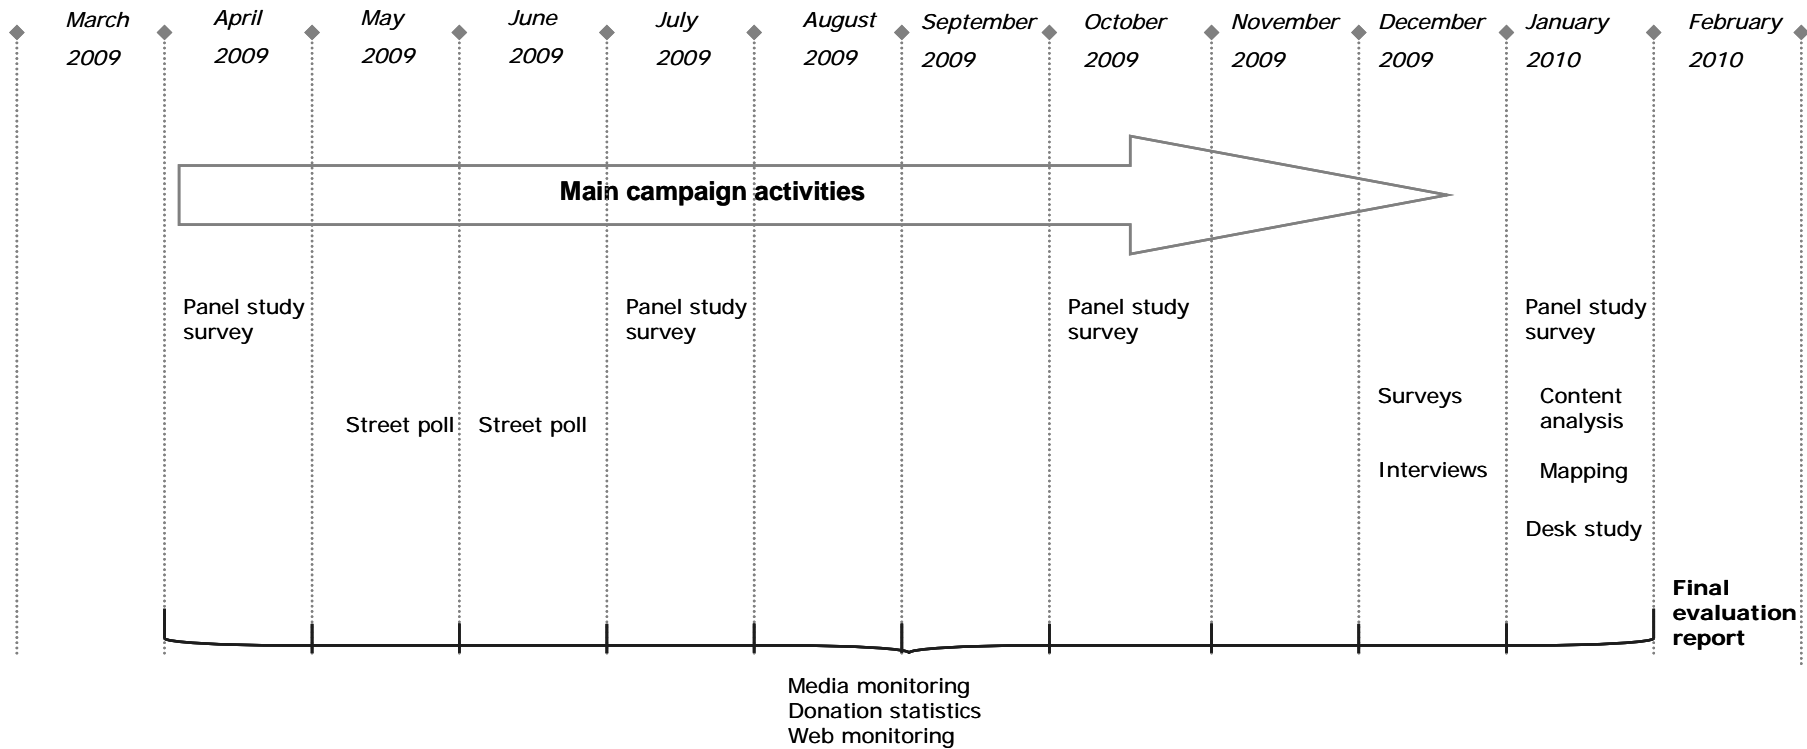 March
2009
April
2009
May
2009
June
2009
July
2009
August
2009
September
2009
October
2009
November
2009
December
2009
January
2010
February
2010
Main campaign activities
Panel study
survey
Panel study
survey
Panel study
survey
Panel study
survey
Street poll
Street poll
Surveys
Content
analysis
Interviews
Mapping
Desk study
Final
evaluation
report
Media monitoring
Donation statistics
Web monitoring